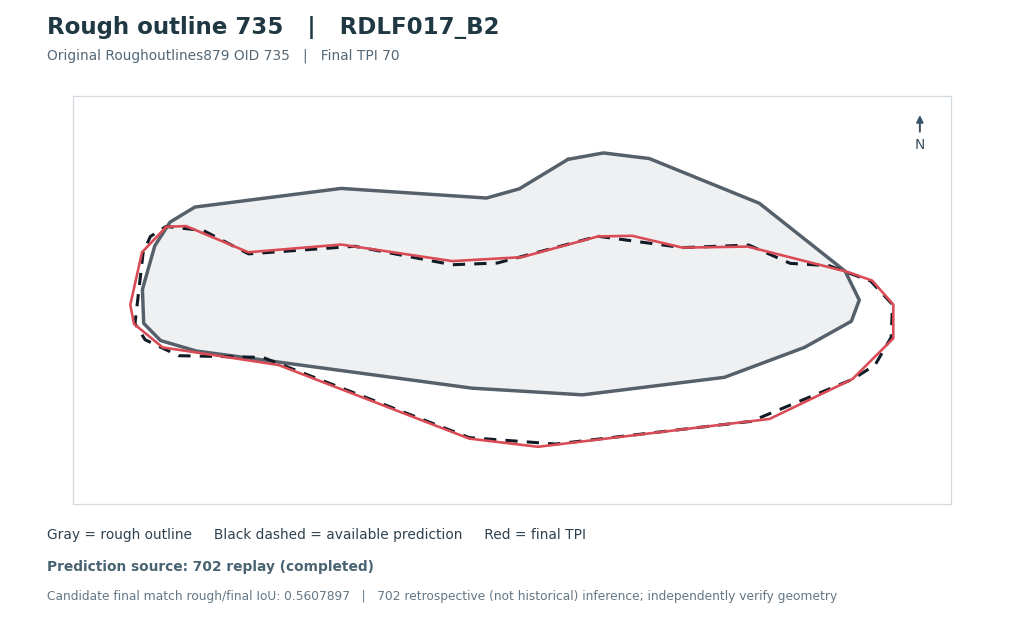 Rough outline 735   |   RDLF017_B2
Original Roughoutlines879 OID 735   |   Final TPI 70
N
Gray = rough outline     Black dashed = available prediction     Red = final TPI
Prediction source: 702 replay (completed)
Candidate final match rough/final IoU: 0.5607897   |   702 retrospective (not historical) inference; independently verify geometry